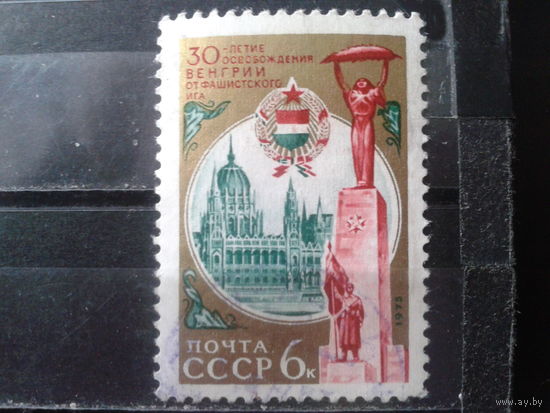 30-ЛЕТИЕ
ОСВОБОЖДЕНИЯ
ВЕНГРИИ
ОТ ФАШИСТСКОГО
ИГА
1975
ПОЧТА
СССР 6к
www.ay.by